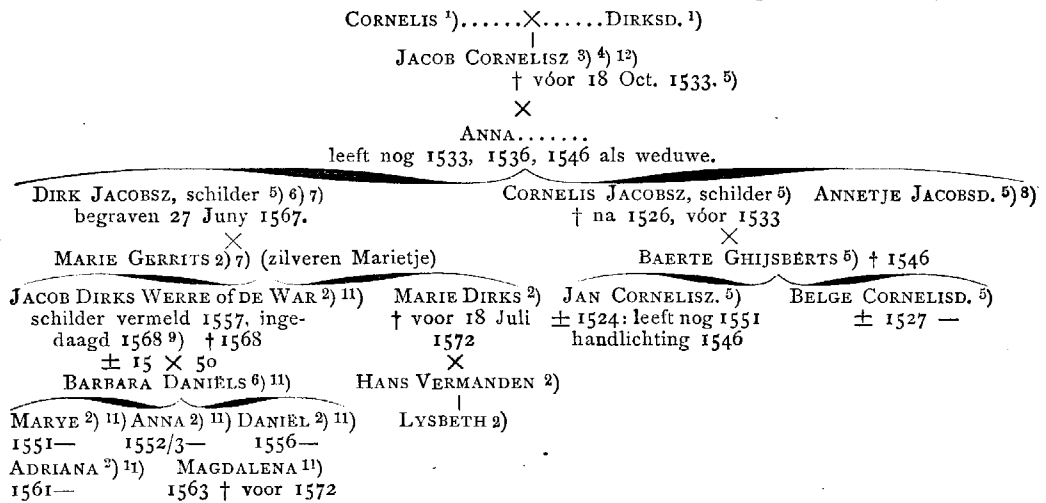 CORNELIS ¹)......×......DIRKSD. ¹)
JACOB CORNELISZ ³) ⁴) ¹²)
† vóor 18 Oct. 1533. ⁵)
×
ANNA.......
leeft nog 1533, 1536, 1546 als weduwe.
DIRK JACOBSZ, schilder ⁵) ⁶) ⁷) CORNELIS JACOBSZ, schilder ⁵) ANNETJE JACOBSD. ⁵) ⁸)
begraven 27 Juny 1567. † na 1526, vóor 1533
× ×
MARIE GERRITS ²) ⁷) (zilveren Marietje) BAERTE GHIJSBÉRTS ⁵) † 1546
JACOB DIRKS WERRE of DE WAR ²) ¹¹) MARIE DIRKS ²) JAN CORNELISZ. ⁵) BELGE CORNELISD. ⁵)
schilder vermeld 1557, inge- † voor 18 Juli ± 1524: leeft nog 1551 ± 1527 —
daagd 1568 ⁹) † 1568 1572 handlichting 1546
± 15 × 50 ×
BARBARA DANIËLS ⁶) ¹¹) HANS VERMANDEN ²)
MARYE ²) ¹¹) ANNA ²) ¹¹) DANIËL ²) ¹¹) LYSBETH ²)
1551— 1552/3— 1556—
ADRIANA ²) ¹¹) MAGDALENA ¹¹)
1561— 1563 † voor 1572